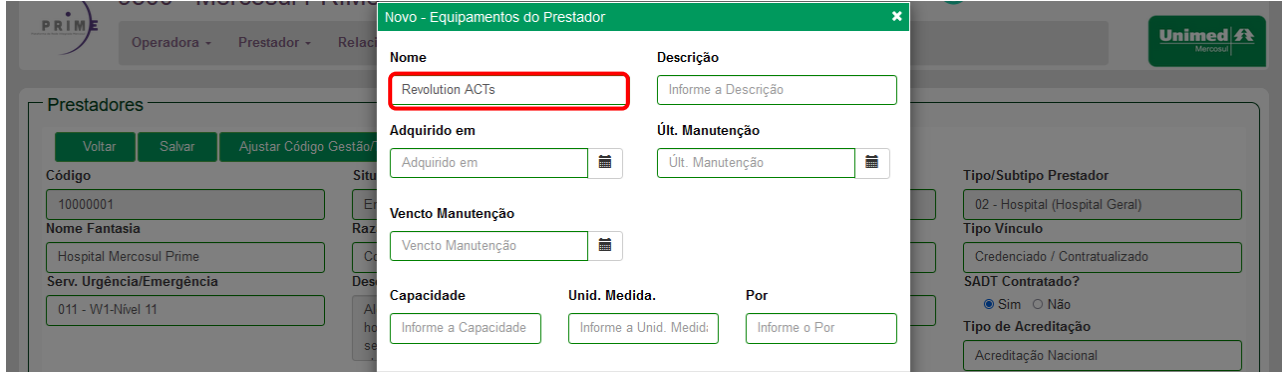 Novo - Equipamentos do Prestador
PRIME
Operadora
Prestador
Unimed
Mercosul
Nome
Descrição
Revolution ACTs
Informe a Descrição
Prestadores
Adquirido em
Últ. Manutenção
Voltar
Salvar
Ajustar Código
Adquirido em
Últ. Manutenção
Código
Tipo/Subtipo Prestador
10000001
02 - Hospital (Hospital Geral)
Vencto Manutenção
Nome Fantasia
Tipo Vínculo
Vencto Manutenção
Hospital Mercosul Prime
Credenciado / Contratualizado
Serv. Urgência/Emergência
SADT Contratado?
Capacidade
Unid. Medida.
Por
011 - W1-Nível 11
Sim
Não
Informe a Capacidade
Informe a Unid. Medida
Informe o Por
Tipo de Acreditação
Acreditação Nacional